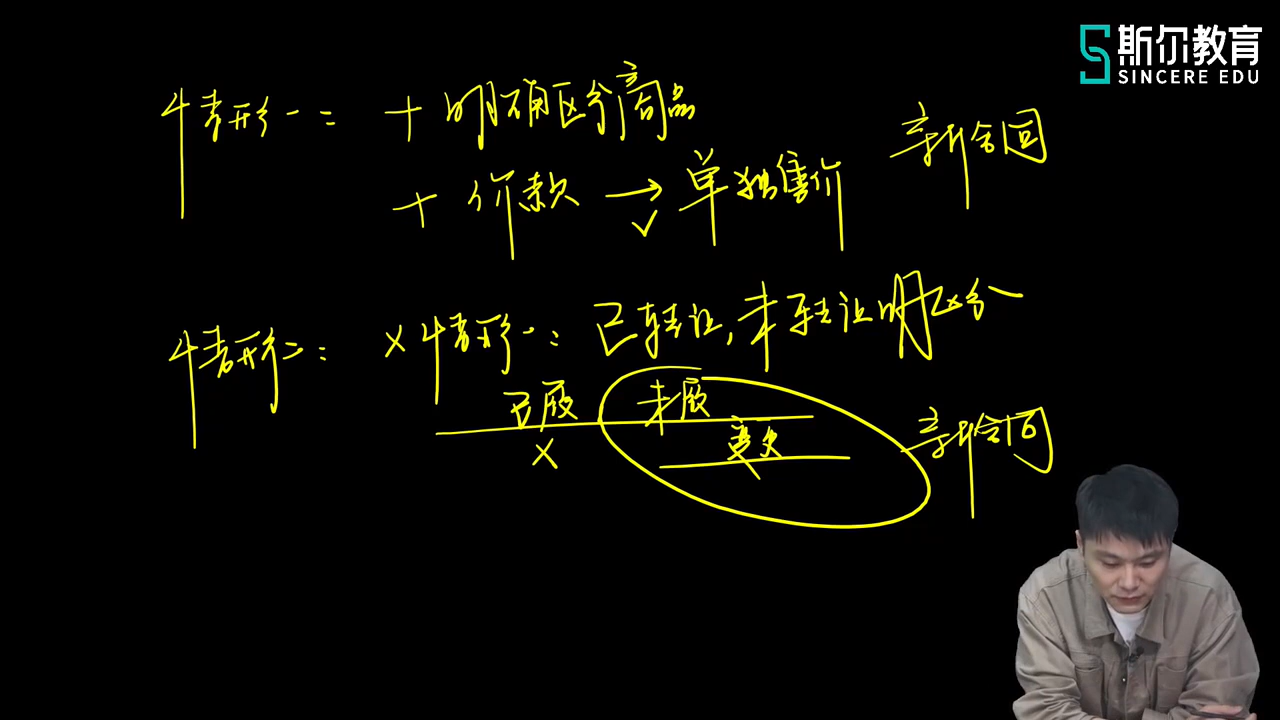 斯尔教育
SINCERE EDU
情形一: + 明确区分商品
+ 价款 → 单独售价
√
新合同
情形二: × 情形一: 已转让,未转让明区分
已履 未履
× 变更
新合同